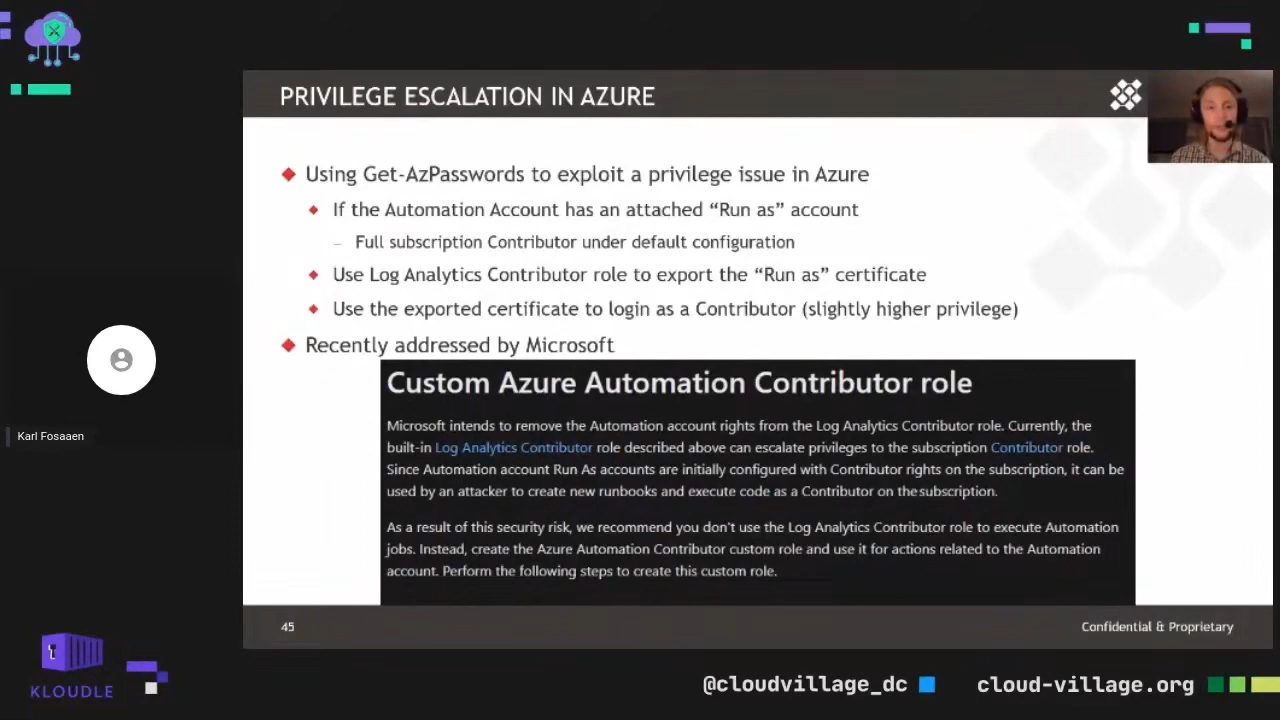 PRIVILEGE ESCALATION IN AZURE
Using Get-AzPasswords to exploit a privilege issue in Azure
If the Automation Account has an attached “Run as” account
Full subscription Contributor under default configuration
Use Log Analytics Contributor role to export the “Run as” certificate
Use the exported certificate to login as a Contributor (slightly higher privilege)
Recently addressed by Microsoft
Custom Azure Automation Contributor role
Microsoft intends to remove the Automation account rights from the Log Analytics Contributor role. Currently, the
built-in Log Analytics Contributor role described above can escalate privileges to the subscription Contributor role.
Since Automation account Run As accounts are initially configured with Contributor rights on the subscription, it can be
used by an attacker to create new runbooks and execute code as a Contributor on the subscription.
As a result of this security risk, we recommend you don't use the Log Analytics Contributor role to execute Automation
jobs. Instead, create the Azure Automation Contributor custom role and use it for actions related to the Automation
account. Perform the following steps to create this custom role.
45
Confidential & Proprietary
Karl Fosaaen
KLOUDLE
@cloudvillage_dc
cloud-village.org